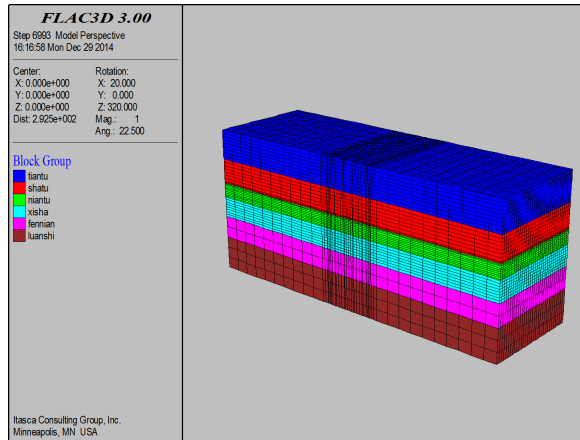 FLAC3D 3.00
Step 6993 Model Perspective
16:16:58 Mon Dec 29 2014
Center: Rotation:
X: 0.000e+000 X: 20.000
Y: 0.000e+000 Y: 0.000
Z: 0.000e+000 Z: 320.000
Dist: 2.925e+002 Mag.: 1
Ang.: 22.500
Block Group
tiantu
shatu
niantu
xisha
fennian
luanshi
Itasca Consulting Group, Inc.
Minneapolis, MN USA